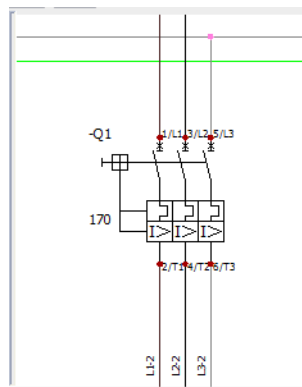 -Q1
1/L1 3/L2 5/L3
170
I> I> I>
2/T1 4/T2 6/T3
L1-2
L2-2
L3-2